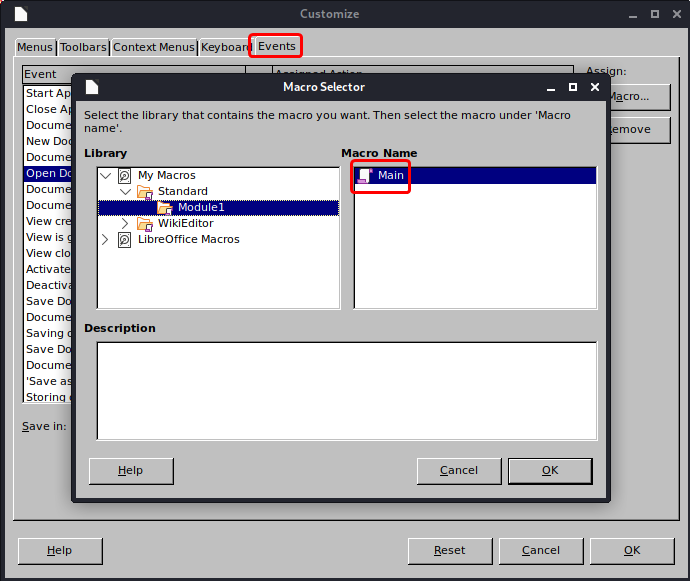 Customize
Menus Toolbars Context Menus Keyboard Events
Event Assigned Action Assign:
Start Ap
Close Ap
Docume
New Doc
Docume
Open Do
Docume
Docume
View cre
View is g
View clo
Activate
Deactiva
Save Do
Docume
Saving o
Save Do
Docume
'Save as
Storing
Macro...
emove
Save in:
Macro Selector
Select the library that contains the macro you want. Then select the macro under 'Macro
name'.
Library Macro Name
My Macros
Standard
Module1
WikiEditor
LibreOffice Macros
Main
Description
Help Cancel OK
Help Reset Cancel OK